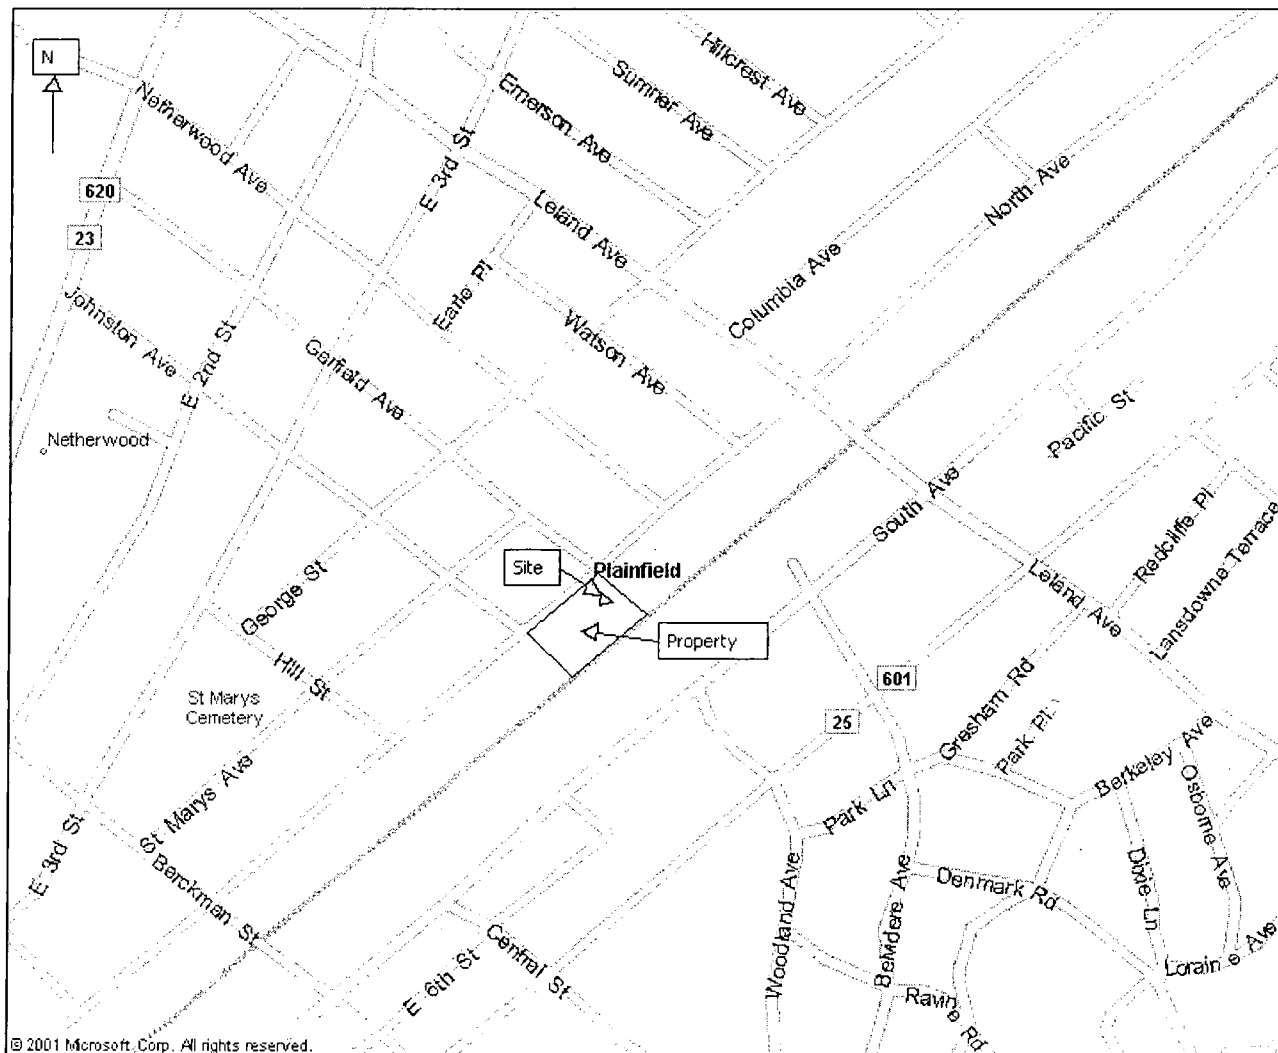 N
Hillcrest Ave
Sumner Ave
Emerson Ave
Netherwood Ave
E 3rd St
620
23
Leland Ave
North Ave
Columbia Ave
Earle Pl
Johnston Ave
E 2nd St
Garfield Ave
Watson Ave
Netherwood
Pacific St
South Ave
Redcliffe Pl
Lansdowne Terrace
Site
Plainfield
George St
Leland Ave
Property
Hill St
601
St Marys
Cemetery
25
Gresham Rd
Park Pl
Berkeley Ave
Osborne Ave
St Marys Ave
Park Ln
E 3rd St
Berckman St
Woodland Ave
Belvidere Ave
Denmark Rd
Dixie Ln
E 6th St
Central St
Loraine Ave
Ravine Rd
© 2001 Microsoft Corp. All rights reserved.